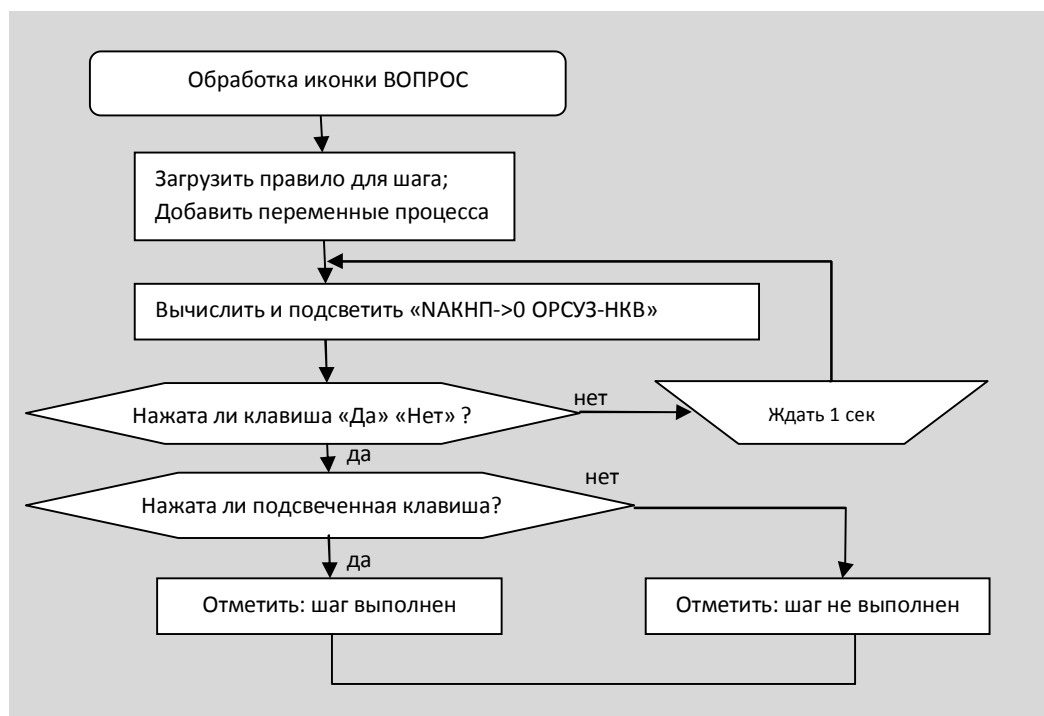 Обработка иконки ВОПРОС
Загрузить правило для шага;
Добавить переменные процесса
Вычислить и подсветить «NАКНП->0 ОРСУЗ-НКВ»
Нажата ли клавиша «Да» «Нет» ?
нет
Ждать 1 сек
да
Нажата ли подсвеченная клавиша?
нет
да
Отметить: шаг выполнен
Отметить: шаг не выполнен